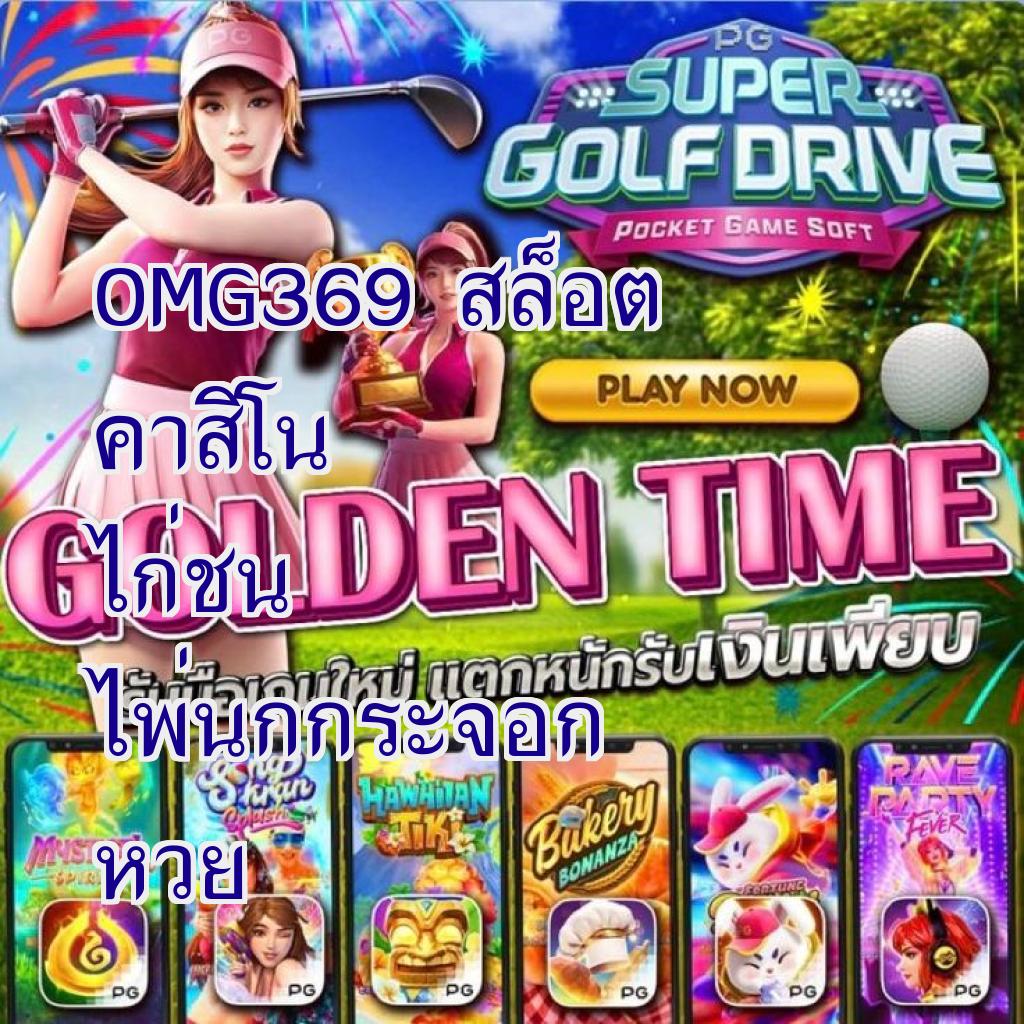 PG
PG
SUPER
GOLF DRIVE
POCKET GAME SOFT
OMG369 สล็อต
PLAY NOW
คาสิโน
GOLDEN TIME
ไก่ชน
แตกหนักรับเงินเพียบ
ไพ่นกกระจอก
HAWAIIAN
TIKI
Bakery
BONANZA
RAVE
PARTY
FEVER
หวย
PG
PG
PG
PG
PG
PG